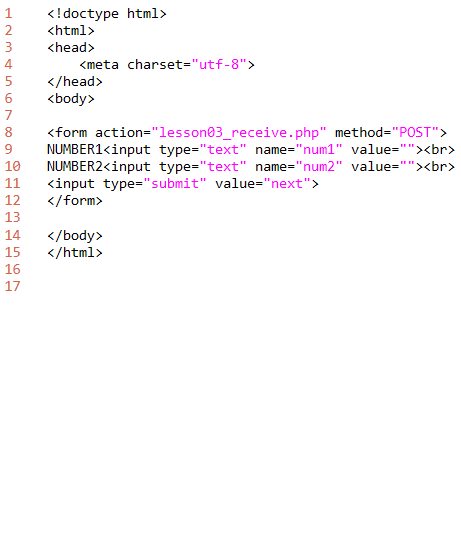 1 <!doctype html>
2 <html>
3 <head>
4     <meta charset="utf-8">
5 </head>
6 <body>
7
8 <form action="lesson03_receive.php" method="POST">
9 NUMBER1<input type="text" name="num1" value=""><br>
10 NUMBER2<input type="text" name="num2" value=""><br>
11 <input type="submit" value="next">
12 </form>
13
14 </body>
15 </html>
16
17